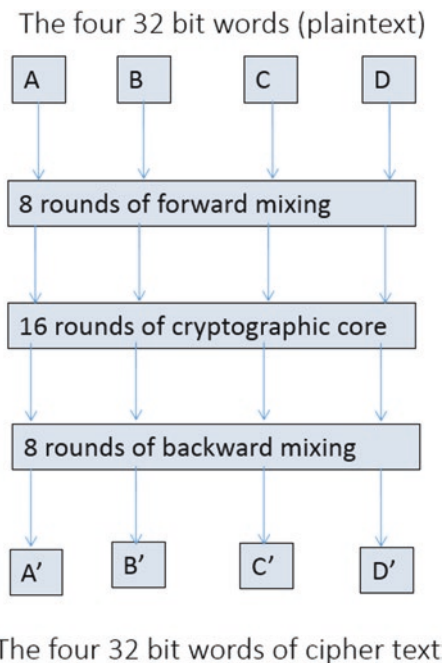 The four 32 bit words (plaintext)
A B C D
8 rounds of forward mixing
16 rounds of cryptographic core
8 rounds of backward mixing
A’ B’ C’ D’
The four 32 bit words of cipher text